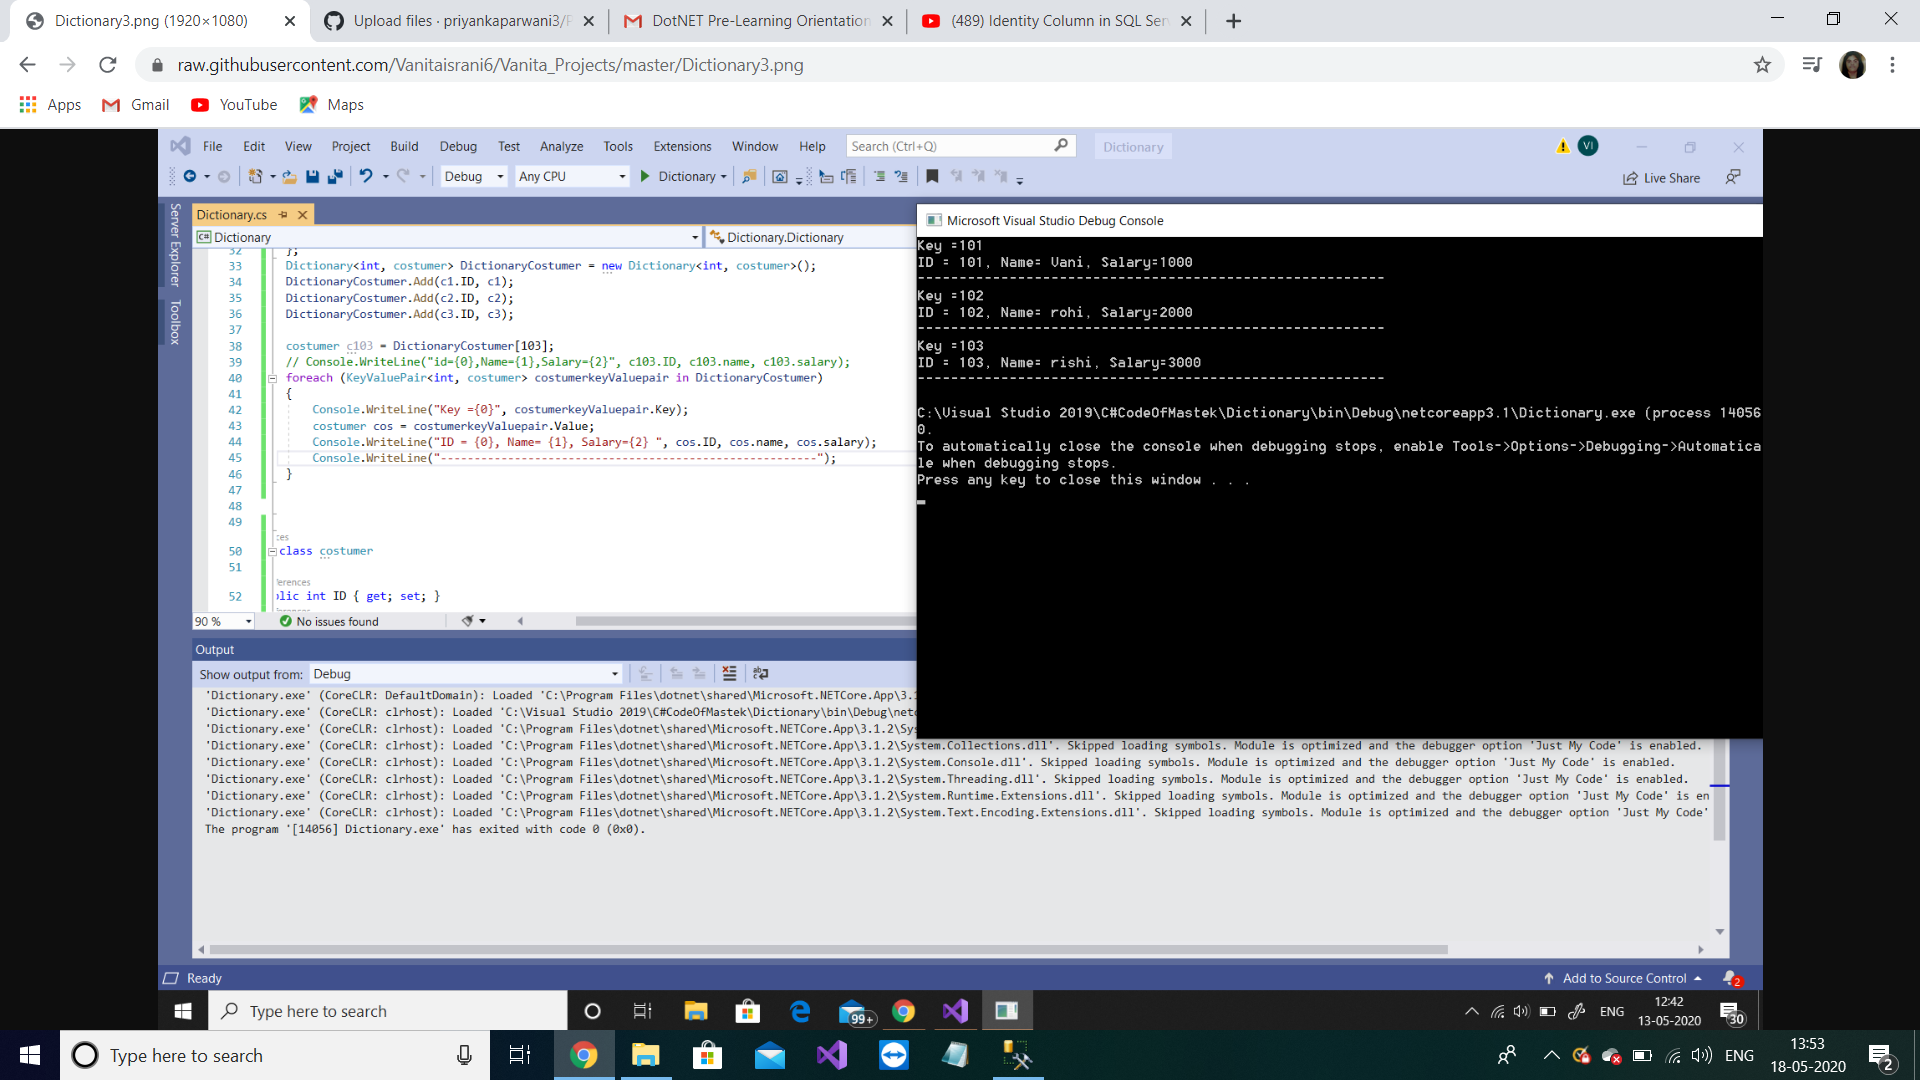 Dictionary3.png (1920×1080)
Upload files · priyankaparwani3/P
DotNET Pre-Learning Orientation
(489) Identity Column in SQL Ser
raw.githubusercontent.com/Vanitaisrani6/Vanita_Projects/master/Dictionary3.png
Apps Gmail YouTube Maps
File Edit View Project Build Debug Test Analyze Tools Extensions Window Help Search (Ctrl+Q) Dictionary VI
Debug Any CPU Dictionary Live Share
Server Explorer
Toolbox
Dictionary.cs
C# Dictionary Dictionary.Dictionary
32 };
33 Dictionary<int, costumer> DictionaryCostumer = new Dictionary<int, costumer>();
34 DictionaryCostumer.Add(c1.ID, c1);
35 DictionaryCostumer.Add(c2.ID, c2);
36 DictionaryCostumer.Add(c3.ID, c3);
37
38 costumer c103 = DictionaryCostumer[103];
39 // Console.WriteLine("id={0},Name={1},Salary={2}", c103.ID, c103.name, c103.salary);
40 foreach (KeyValuePair<int, costumer> costumerkeyValuepair in DictionaryCostumer)
41 {
42 Console.WriteLine("Key ={0}", costumerkeyValuepair.Key);
43 costumer cos = costumerkeyValuepair.Value;
44 Console.WriteLine("ID = {0}, Name= {1}, Salary={2} ", cos.ID, cos.name, cos.salary);
45 Console.WriteLine("--------------------------------------------------------");
46 }
47
48
49
50 class costumer
51
erences
52 lic int ID { get; set; }
90 % No issues found
Microsoft Visual Studio Debug Console
Key =101
ID = 101, Name= Vani, Salary=1000
--------------------------------------------------------
Key =102
ID = 102, Name= rohi, Salary=2000
--------------------------------------------------------
Key =103
ID = 103, Name= rishi, Salary=3000
--------------------------------------------------------
C:\Visual Studio 2019\C#CodeOfMastek\Dictionary\bin\Debug\netcoreapp3.1\Dictionary.exe (process 14056
0.
To automatically close the console when debugging stops, enable Tools->Options->Debugging->Automatica
le when debugging stops.
Press any key to close this window . . .
Output
Show output from: Debug
'Dictionary.exe' (CoreCLR: DefaultDomain): Loaded 'C:\Program Files\dotnet\shared\Microsoft.NETCore.App\3.1
'Dictionary.exe' (CoreCLR: clrhost): Loaded 'C:\Visual Studio 2019\C#CodeOfMastek\Dictionary\bin\Debug\netc
'Dictionary.exe' (CoreCLR: clrhost): Loaded 'C:\Program Files\dotnet\shared\Microsoft.NETCore.App\3.1.2\Sys
'Dictionary.exe' (CoreCLR: clrhost): Loaded 'C:\Program Files\dotnet\shared\Microsoft.NETCore.App\3.1.2\System.Collections.dll'. Skipped loading symbols. Module is optimized and the debugger option 'Just My Code' is enabled.
'Dictionary.exe' (CoreCLR: clrhost): Loaded 'C:\Program Files\dotnet\shared\Microsoft.NETCore.App\3.1.2\System.Console.dll'. Skipped loading symbols. Module is optimized and the debugger option 'Just My Code' is enabled.
'Dictionary.exe' (CoreCLR: clrhost): Loaded 'C:\Program Files\dotnet\shared\Microsoft.NETCore.App\3.1.2\System.Threading.dll'. Skipped loading symbols. Module is optimized and the debugger option 'Just My Code' is enabled.
'Dictionary.exe' (CoreCLR: clrhost): Loaded 'C:\Program Files\dotnet\shared\Microsoft.NETCore.App\3.1.2\System.Runtime.Extensions.dll'. Skipped loading symbols. Module is optimized and the debugger option 'Just My Code' is en
'Dictionary.exe' (CoreCLR: clrhost): Loaded 'C:\Program Files\dotnet\shared\Microsoft.NETCore.App\3.1.2\System.Text.Encoding.Extensions.dll'. Skipped loading symbols. Module is optimized and the debugger option 'Just My Code'
The program '[14056] Dictionary.exe' has exited with code 0 (0x0).
Ready Add to Source Control 2
Type here to search 99+ ENG 12:42 30
13-05-2020
Type here to search ENG 13:53 2
18-05-2020